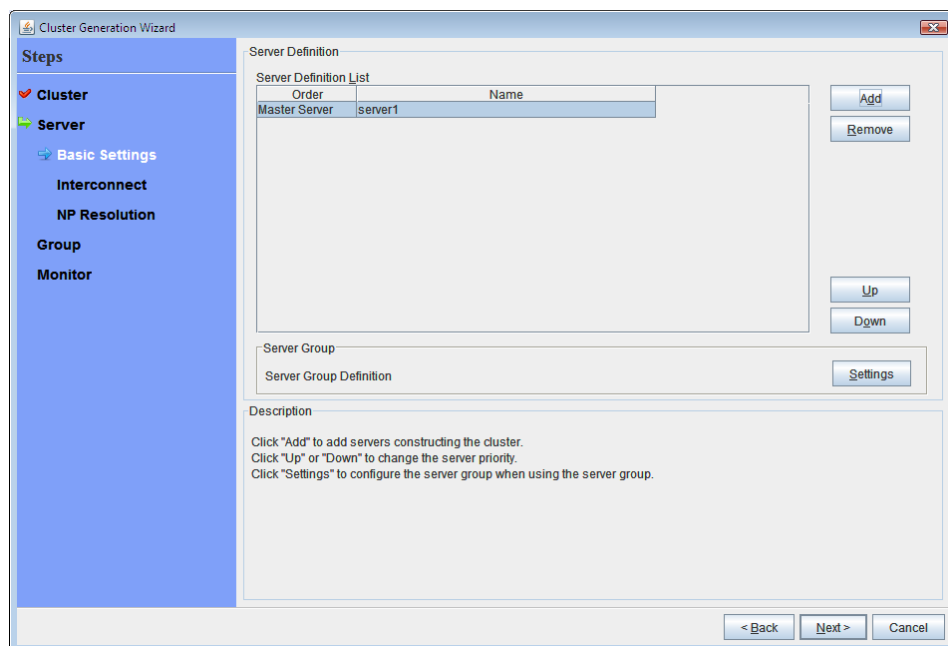 Cluster Generation Wizard
Steps
Cluster
Server
Basic Settings
Interconnect
NP Resolution
Group
Monitor
Server Definition
Server Definition List
Order Name
Master Server server1
Add
Remove
Up
Down
Server Group
Server Group Definition
Settings
Description
Click "Add" to add servers constructing the cluster.
Click "Up" or "Down" to change the server priority.
Click "Settings" to configure the server group when using the server group.
< Back Next > Cancel